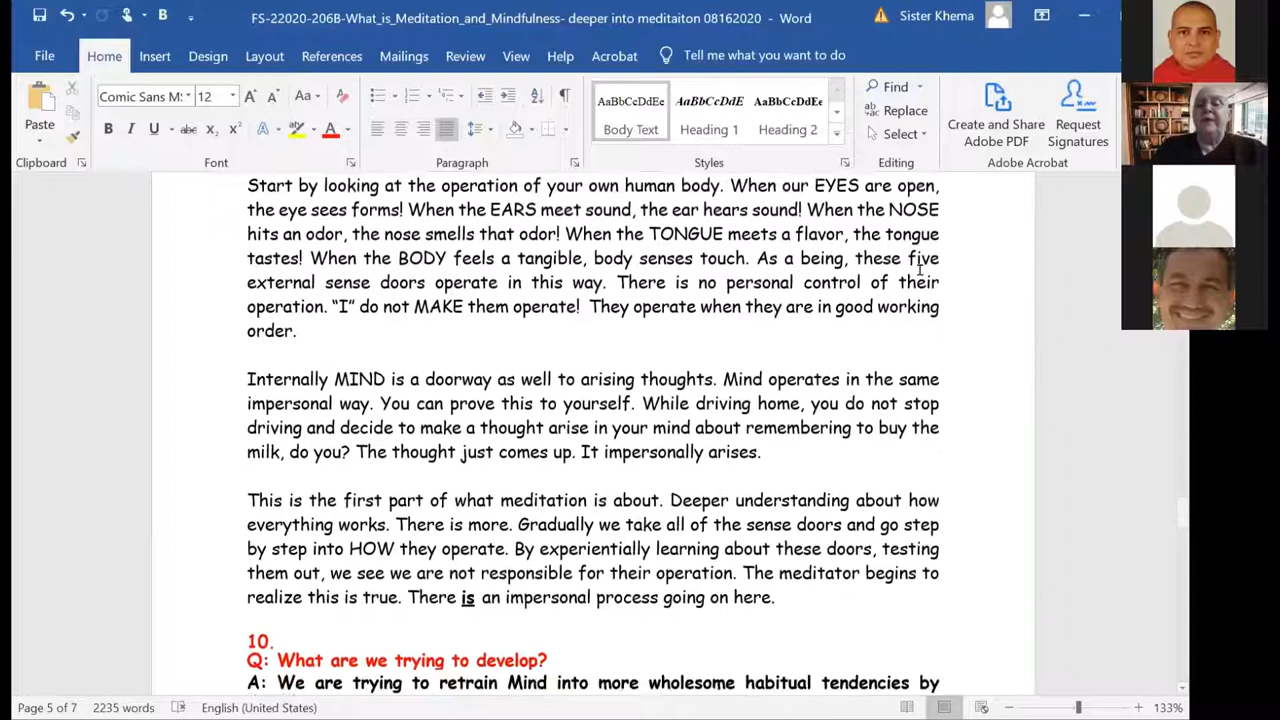 FS-22020-206B-What_is_Meditation_and_Mindfulness- deeper into meditaiton 08162020 - Word
Sister Khema
File Home Insert Design Layout References Mailings Review View Help Acrobat Tell me what you want to do
Paste
Clipboard
Comic Sans M: 12
Font
Paragraph
AaBbCcDdEe AaBbCcDdE AaBbCcDdEe
Body Text Heading 1 Heading 2
Styles
Find
Replace
Select
Editing
Create and Share
Adobe PDF
Request
Signatures
Adobe Acrobat
Start by looking at the operation of your own human body. When our EYES are open,
the eye sees forms! When the EARS meet sound, the ear hears sound! When the NOSE
hits an odor, the nose smells that odor! When the TONGUE meets a flavor, the tongue
tastes! When the BODY feels a tangible, body senses touch. As a being, these five
external sense doors operate in this way. There is no personal control of their
operation. “I” do not MAKE them operate! They operate when they are in good working
order.
Internally MIND is a doorway as well to arising thoughts. Mind operates in the same
impersonal way. You can prove this to yourself. While driving home, you do not stop
driving and decide to make a thought arise in your mind about remembering to buy the
milk, do you? The thought just comes up. It impersonally arises.
This is the first part of what meditation is about. Deeper understanding about how
everything works. There is more. Gradually we take all of the sense doors and go step
by step into HOW they operate. By experientially learning about these doors, testing
them out, we see we are not responsible for their operation. The meditator begins to
realize this is true. There is an impersonal process going on here.
10.
Q: What are we trying to develop?
A: We are trying to retrain Mind into more wholesome habitual tendencies by
Page 5 of 7 2235 words English (United States) 133%